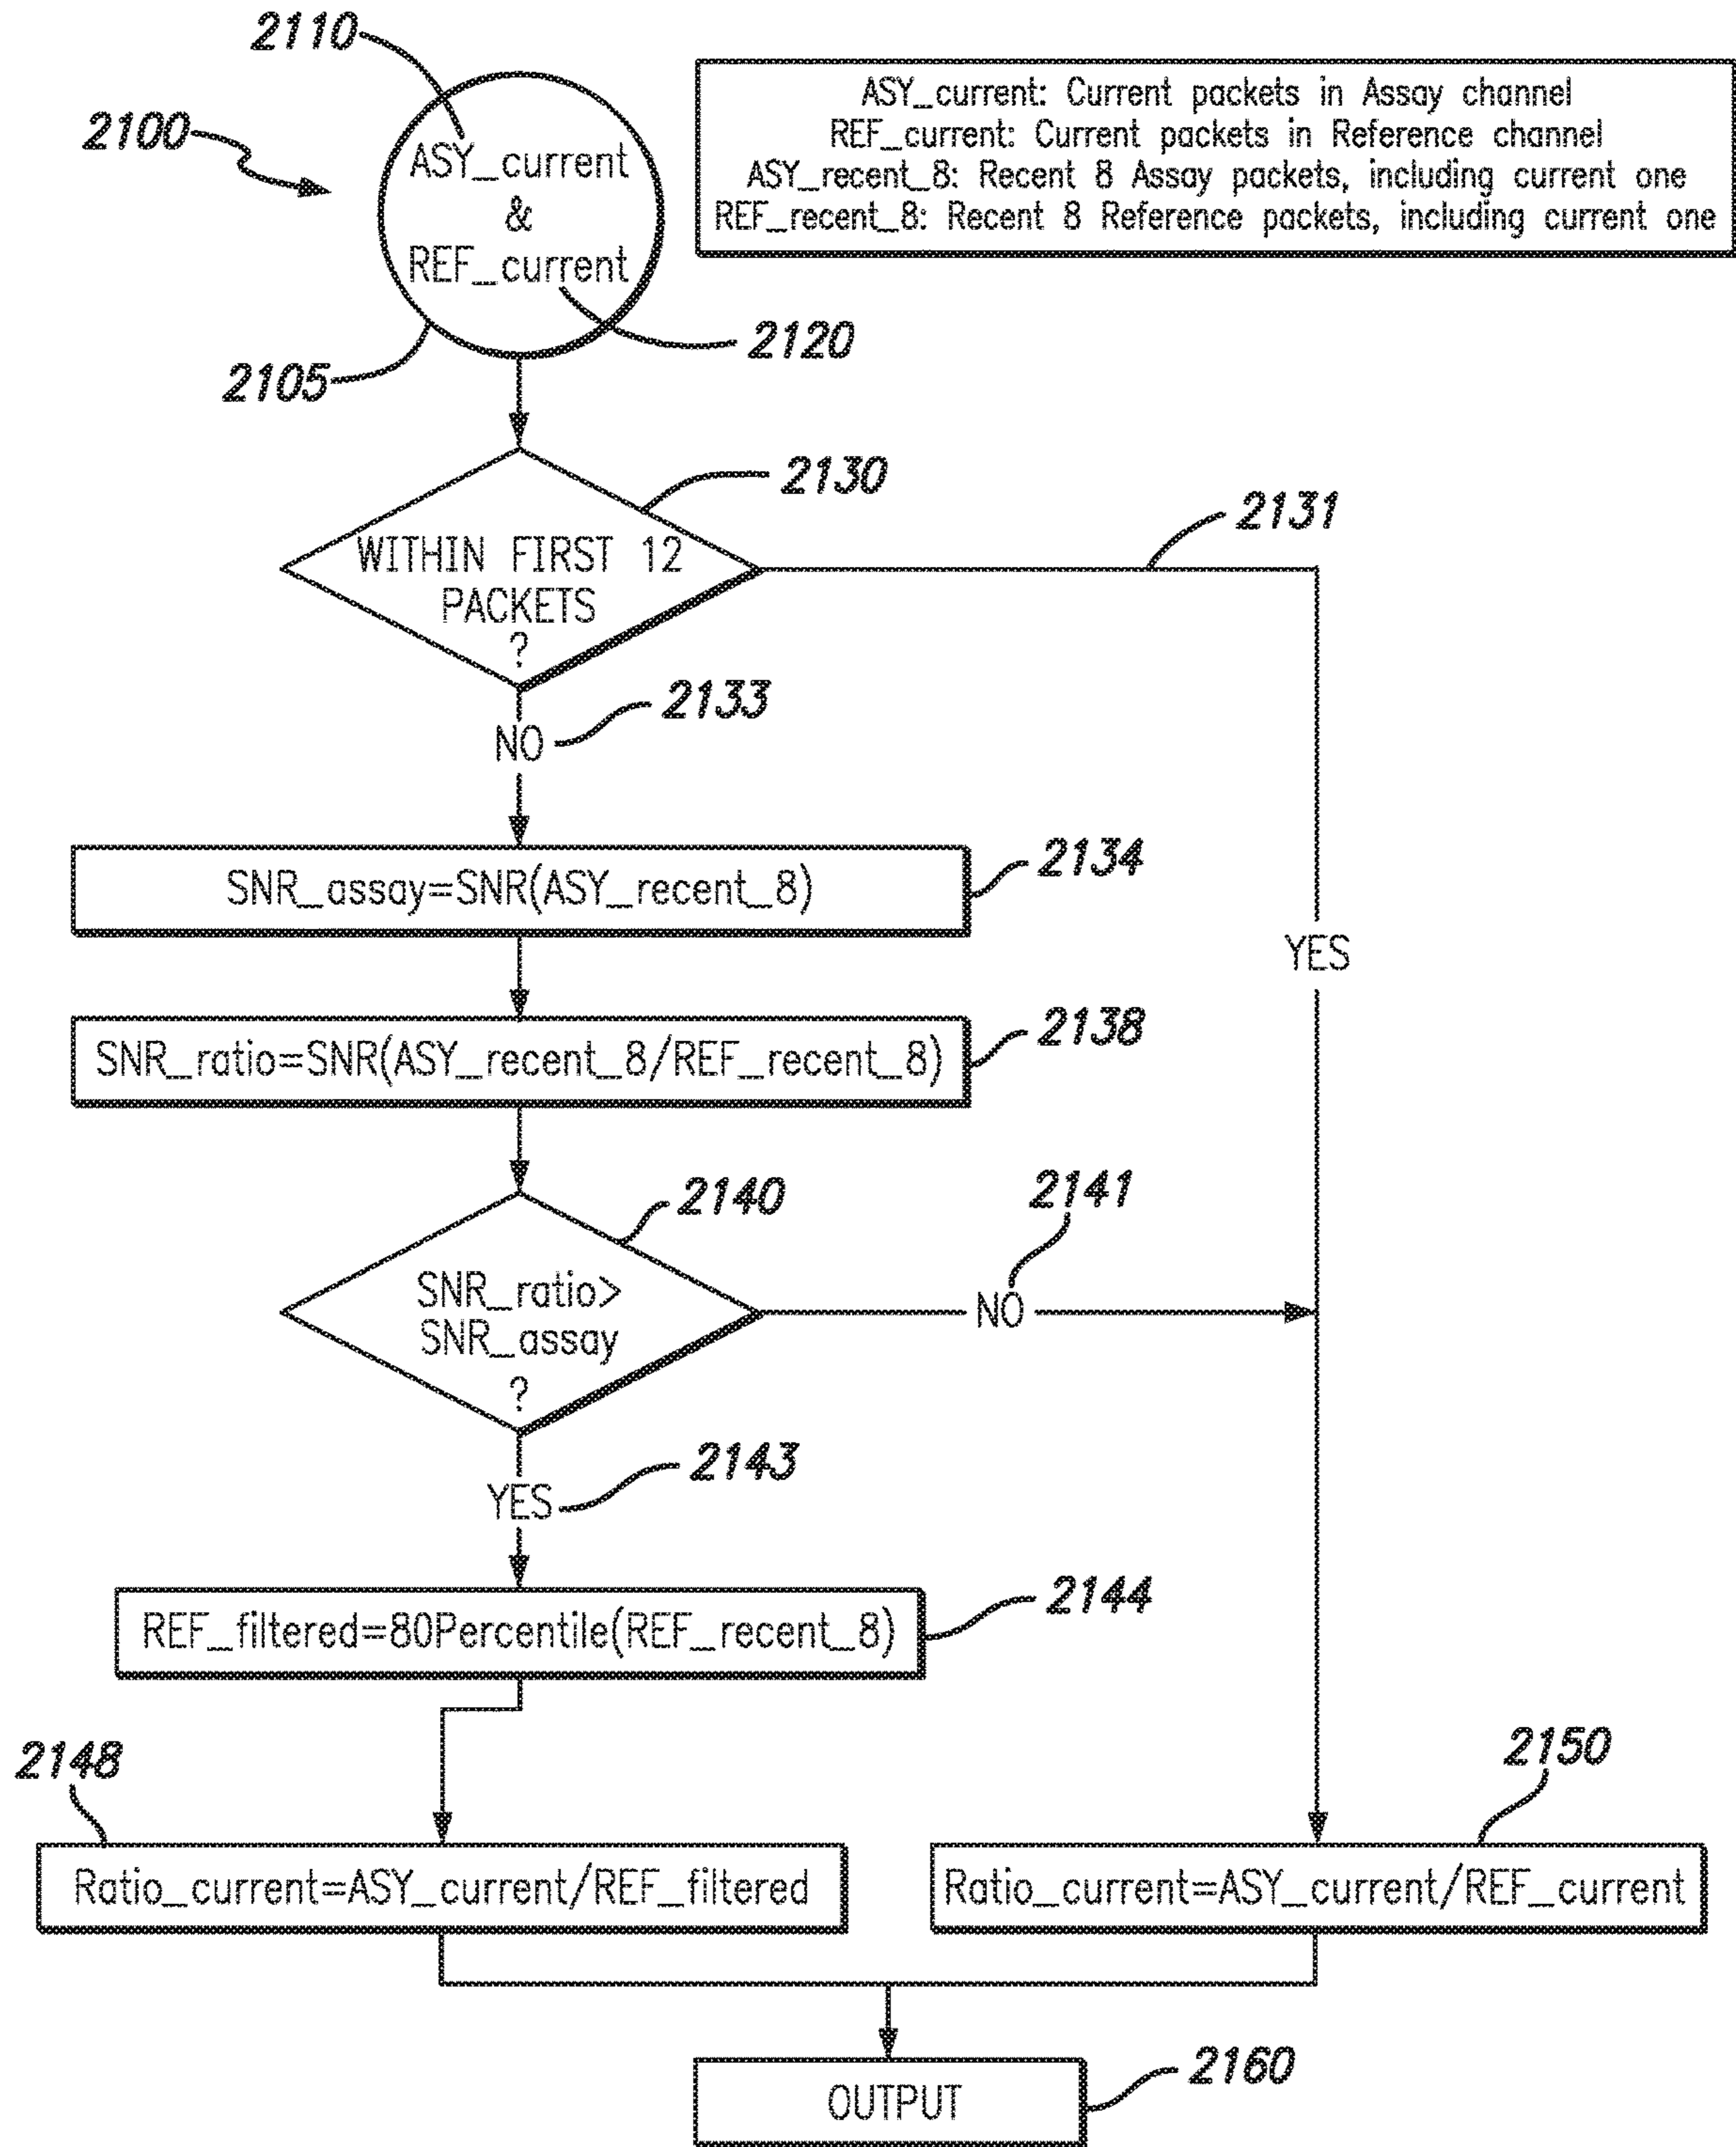 2110
2100
ASY_current
&
REF_current
2120
2105
ASY_current: Current packets in Assay channel
REF_current: Current packets in Reference channel
ASY_recent_8: Recent 8 Assay packets, including current one
REF_recent_8: Recent 8 Reference packets, including current one
2130
2131
WITHIN FIRST 12
PACKETS
?
2133
NO
2134
SNR_assay=SNR(ASY_recent_8)
YES
2138
SNR_ratio=SNR(ASY_recent_8/REF_recent_8)
2140
2141
SNR_ratio>
SNR_assay
?
NO
2143
YES
2144
REF_filtered=80Percentile(REF_recent_8)
2148
2150
Ratio_current=ASY_current/REF_filtered
Ratio_current=ASY_current/REF_current
2160
OUTPUT